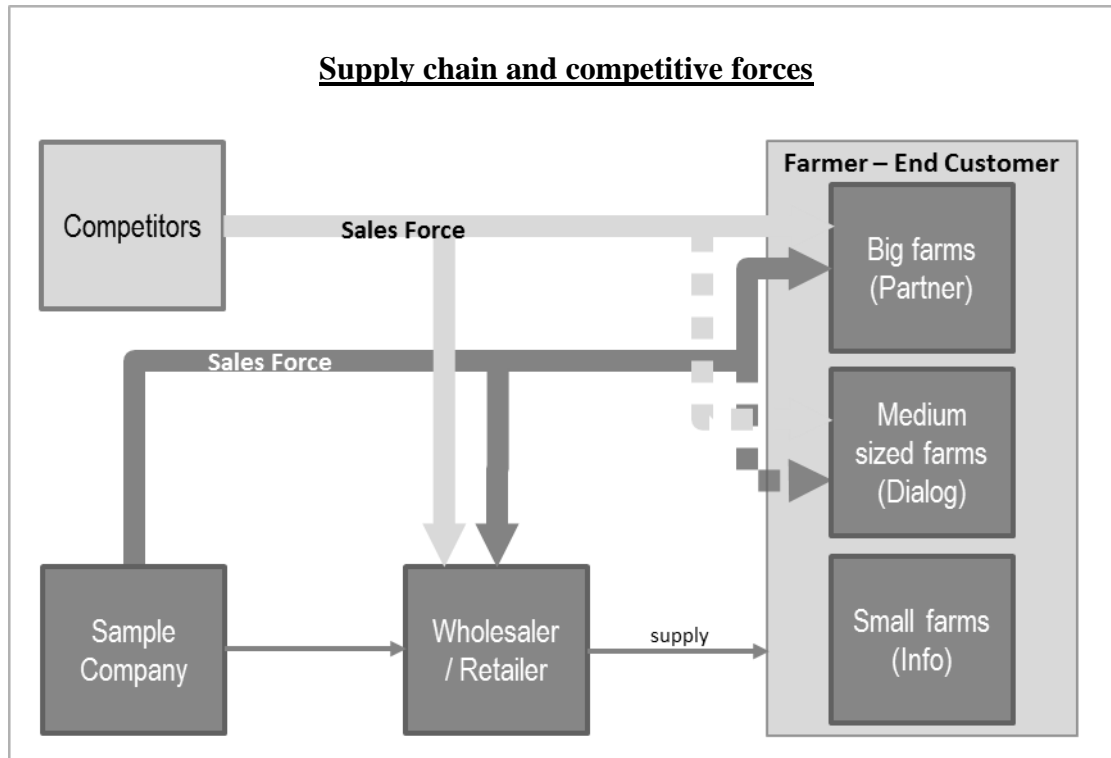 Supply chain and competitive forces
Competitors
Sales Force
Farmer – End Customer
Big farms
(Partner)
Sales Force
Medium
sized farms
(Dialog)
Sample
Company
Wholesaler
/ Retailer
supply
Small farms
(Info)